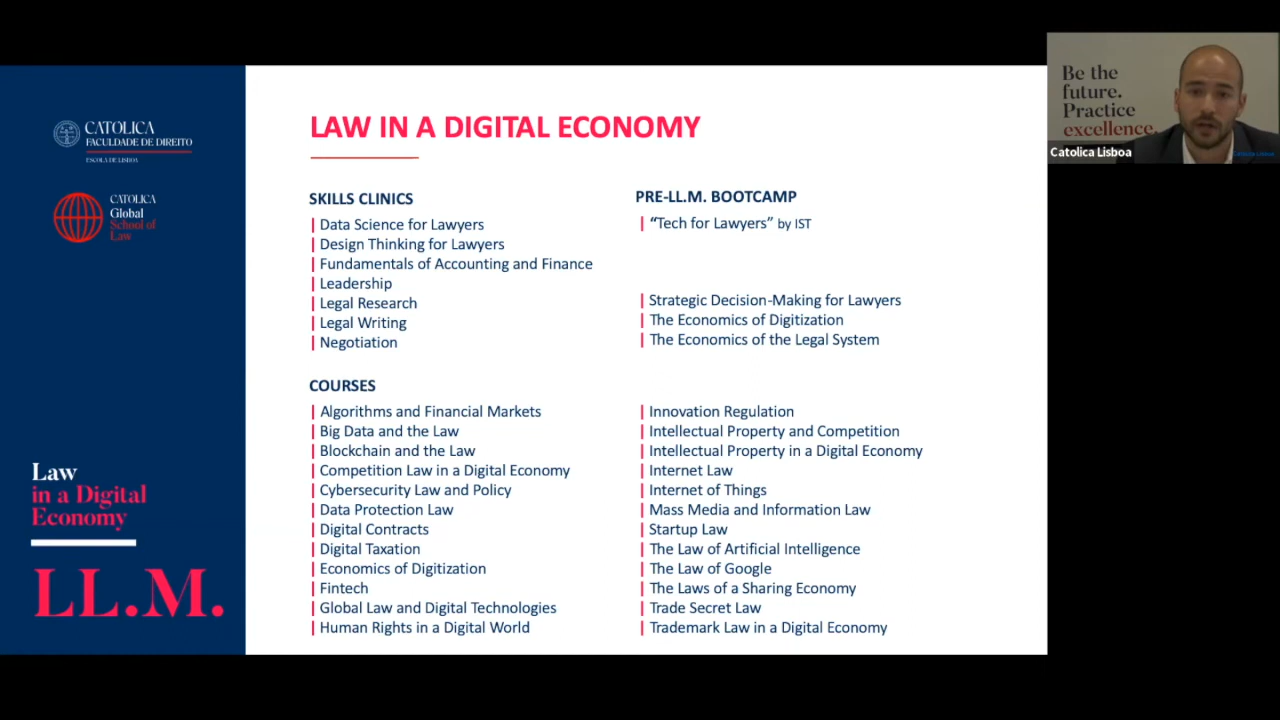 CATOLICA
FACULDADE DE DIREITO
ESCOLA DE LISBOA
CATOLICA
Global
School of
Law
Law
in a Digital
Economy
LL.M.
LAW IN A DIGITAL ECONOMY
SKILLS CLINICS
Data Science for Lawyers
Design Thinking for Lawyers
Fundamentals of Accounting and Finance
Leadership
Legal Research
Legal Writing
Negotiation
PRE-LL.M. BOOTCAMP
“Tech for Lawyers” by IST
Strategic Decision-Making for Lawyers
The Economics of Digitization
The Economics of the Legal System
COURSES
Algorithms and Financial Markets
Big Data and the Law
Blockchain and the Law
Competition Law in a Digital Economy
Cybersecurity Law and Policy
Data Protection Law
Digital Contracts
Digital Taxation
Economics of Digitization
Fintech
Global Law and Digital Technologies
Human Rights in a Digital World
Innovation Regulation
Intellectual Property and Competition
Intellectual Property in a Digital Economy
Internet Law
Internet of Things
Mass Media and Information Law
Startup Law
The Law of Artificial Intelligence
The Law of Google
The Laws of a Sharing Economy
Trade Secret Law
Trademark Law in a Digital Economy
Be the
future.
Practice
excellence.
Catolica Lisboa